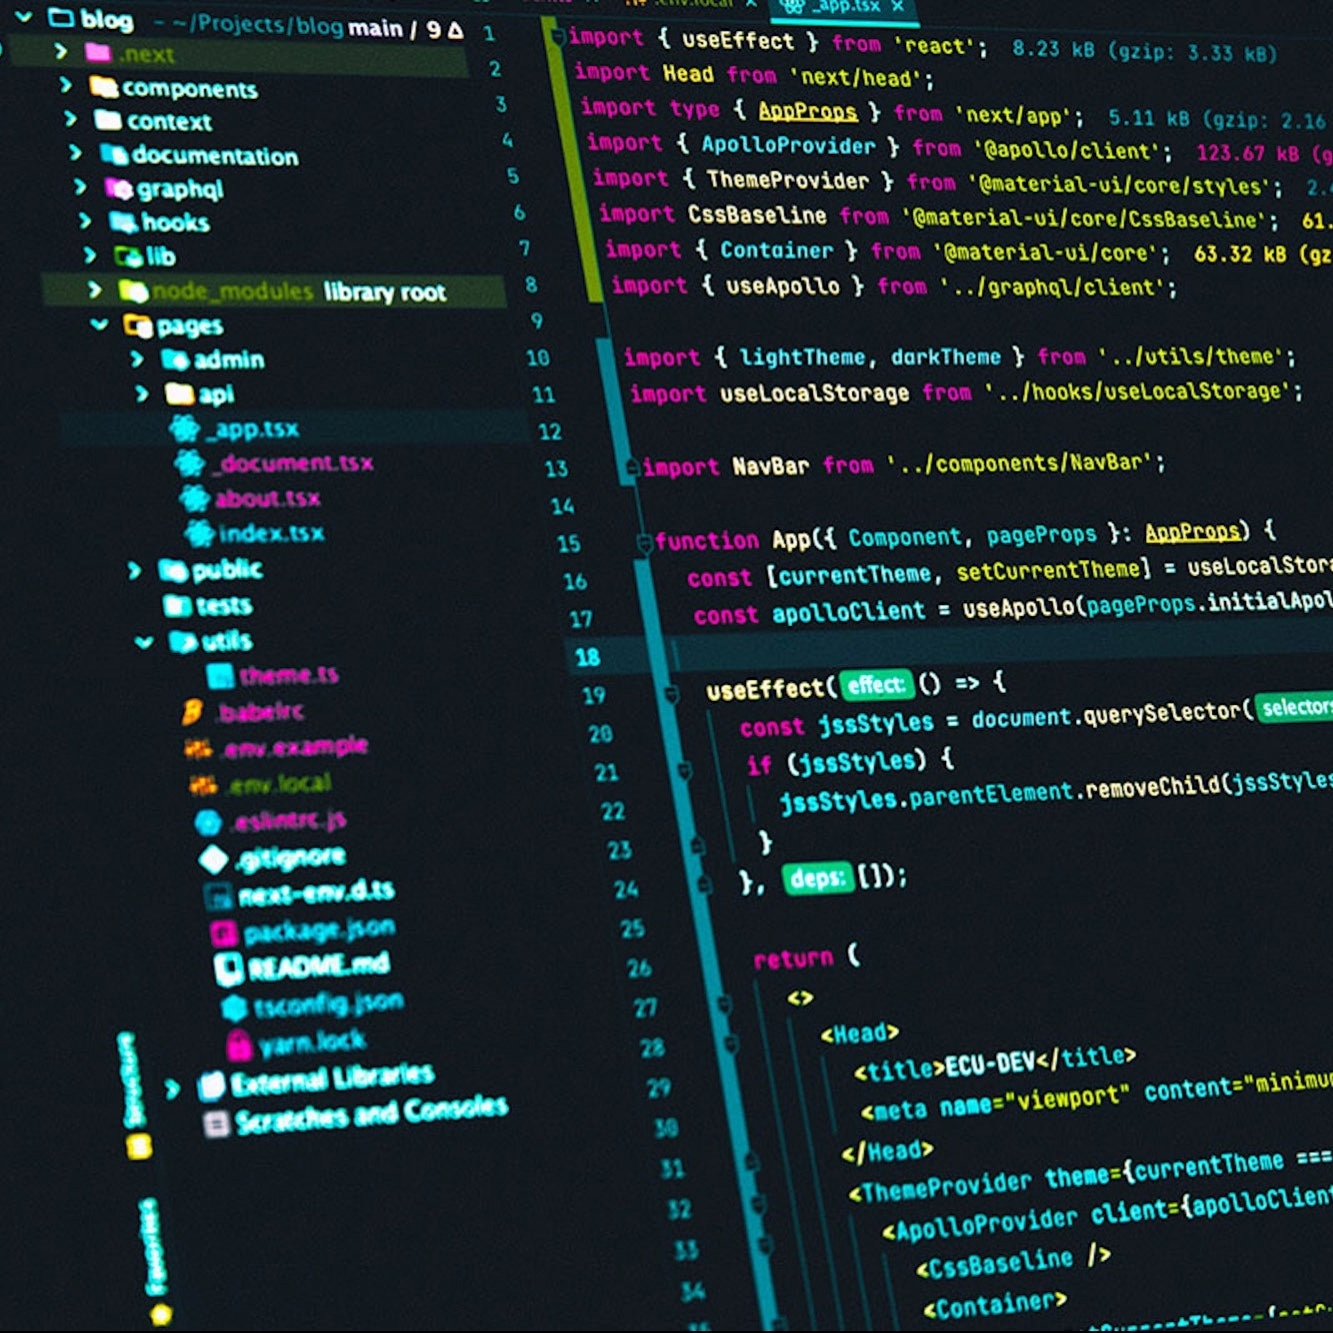 blog ~/Projects/blog main / 9 Δ
.next
components
context
documentation
graphql
hooks
lib
node_modules library root
pages
admin
api
_app.tsx
_document.tsx
about.tsx
index.tsx
public
tests
utils
theme.ts
.babelrc
.env.example
.env.local
.eslintrc.js
.gitignore
next-env.d.ts
package.json
README.md
tsconfig.json
yarn.lock
External Libraries
Scratches and Consoles
Structure
Favorites
.env.local
_app.tsx
1 import { useEffect } from 'react'; 8.23 kB (gzip: 3.33 kB)
2 import Head from 'next/head';
3 import type { AppProps } from 'next/app'; 5.11 kB (gzip: 2.16
4 import { ApolloProvider } from '@apollo/client'; 123.67 kB (g
5 import { ThemeProvider } from '@material-ui/core/styles'; 2.
6 import CssBaseline from '@material-ui/core/CssBaseline'; 61.
7 import { Container } from '@material-ui/core'; 63.32 kB (gz
8 import { useApollo } from '../graphql/client';
9
10 import { lightTheme, darkTheme } from '../utils/theme';
11 import useLocalStorage from '../hooks/useLocalStorage';
12
13 import NavBar from '../components/NavBar';
14
15 function App({ Component, pageProps }: AppProps) {
16 const [currentTheme, setCurrentTheme] = useLocalStora
17 const apolloClient = useApollo(pageProps.initialApol
18
19 useEffect( effect: () => {
20 const jssStyles = document.querySelector( selectors
21 if (jssStyles) {
22 jssStyles.parentElement.removeChild(jssStyles
23 }
24 }, deps: []);
25
26 return (
27 <>
28 <Head>
29 <title>ECU-DEV</title>
30 <meta name="viewport" content="minimu
31 </Head>
32 <ThemeProvider theme={currentTheme ===
33 <ApolloProvider client={apolloClient
34 <CssBaseline />
35 <Container>